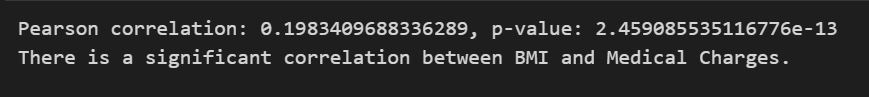 Pearson correlation: 0.1983409688336289, p-value: 2.459085535116776e-13
There is a significant correlation between BMI and Medical Charges.